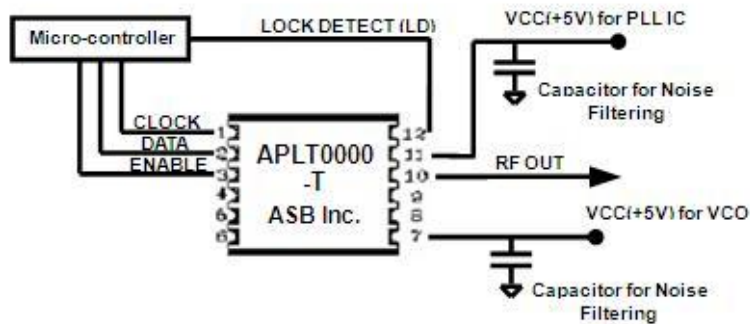 Micro-controller
LOCK DETECT (LD)
VCC(+5V) for PLL IC
Capacitor for Noise
Filtering
CLOCK
DATA
ENABLE
1
2
3
4
5
6
APLT0000
-T
ASB Inc.
12
11
10
9
8
7
RF OUT
VCC(+5V) for VCO
Capacitor for Noise
Filtering